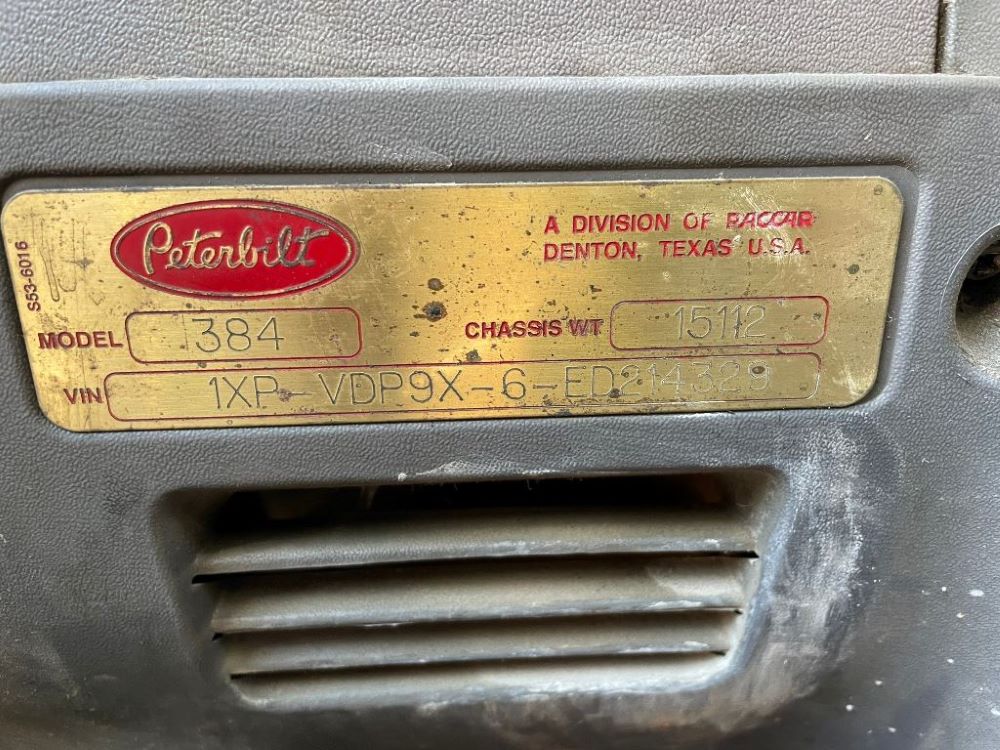 Peterbilt
A DIVISION OF PACCAR
DENTON, TEXAS U.S.A.
S53-6016
MODEL 384
CHASSIS WT 15112
VIN 1XP-VDP9X-6-ED214329